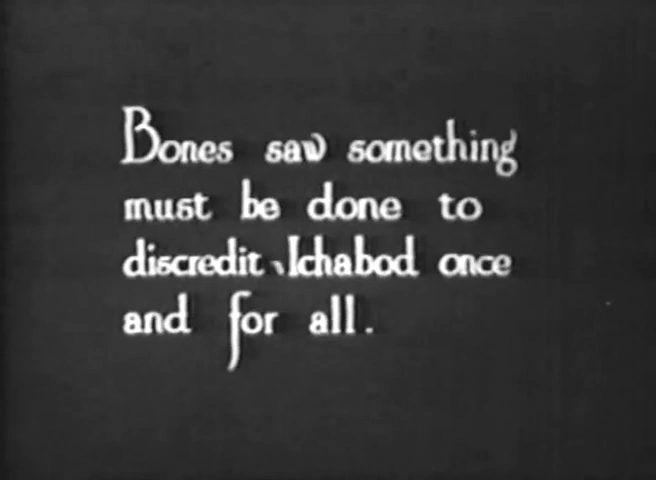 Bones saw something
must be done to
discredit Ichabod once
and for all.